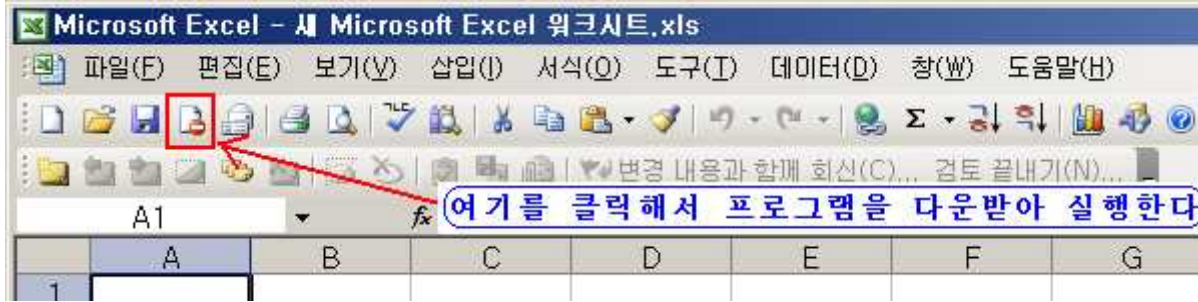 Microsoft Excel - 새 Microsoft Excel 워크시트.xls
파일(F) 편집(E) 보기(V) 삽입(I) 서식(O) 도구(T) 데이터(D) 창(W) 도움말(H)
변경 내용과 함께 회신(C)... 검토 끝내기(N)...
A1 fx 여기를 클릭해서 프로그램을 다운받아 실행한다
A B C D E F G
1